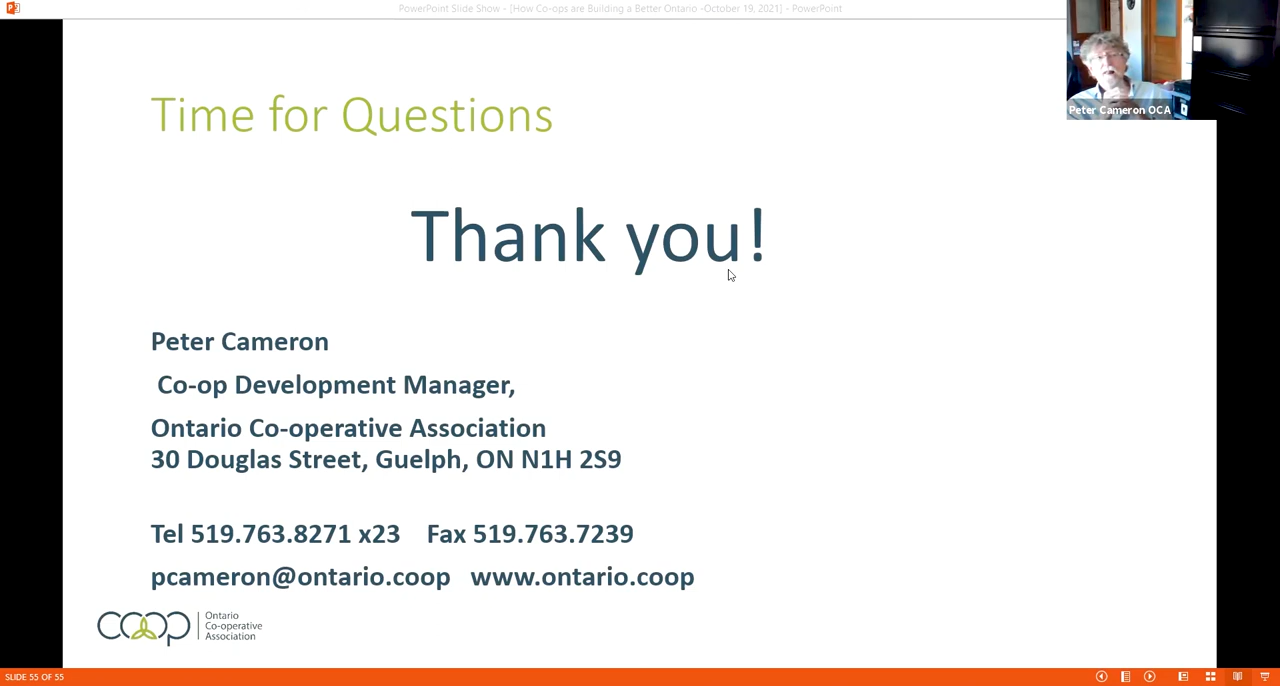 PowerPoint Slide Show - [How Co-ops are Building a Better Ontario -October 19, 2021] - PowerPoint
Peter Cameron OCA
Time for Questions
Thank you!
Peter Cameron
Co-op Development Manager,
Ontario Co-operative Association
30 Douglas Street, Guelph, ON N1H 2S9
Tel 519.763.8271 x23 Fax 519.763.7239
pcameron@ontario.coop www.ontario.coop
coop
Ontario
Co-operative
Association
SLIDE 55 OF 55